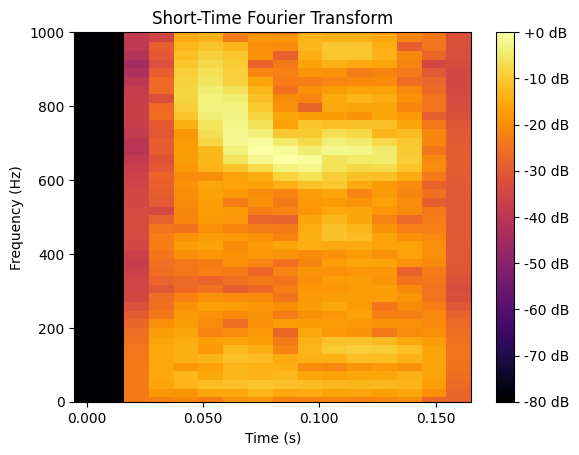 Short-Time Fourier Transform
1000
800
600
400
200
0
Frequency (Hz)
0.000
0.050
0.100
0.150
Time (s)
+0 dB
-10 dB
-20 dB
-30 dB
-40 dB
-50 dB
-60 dB
-70 dB
-80 dB